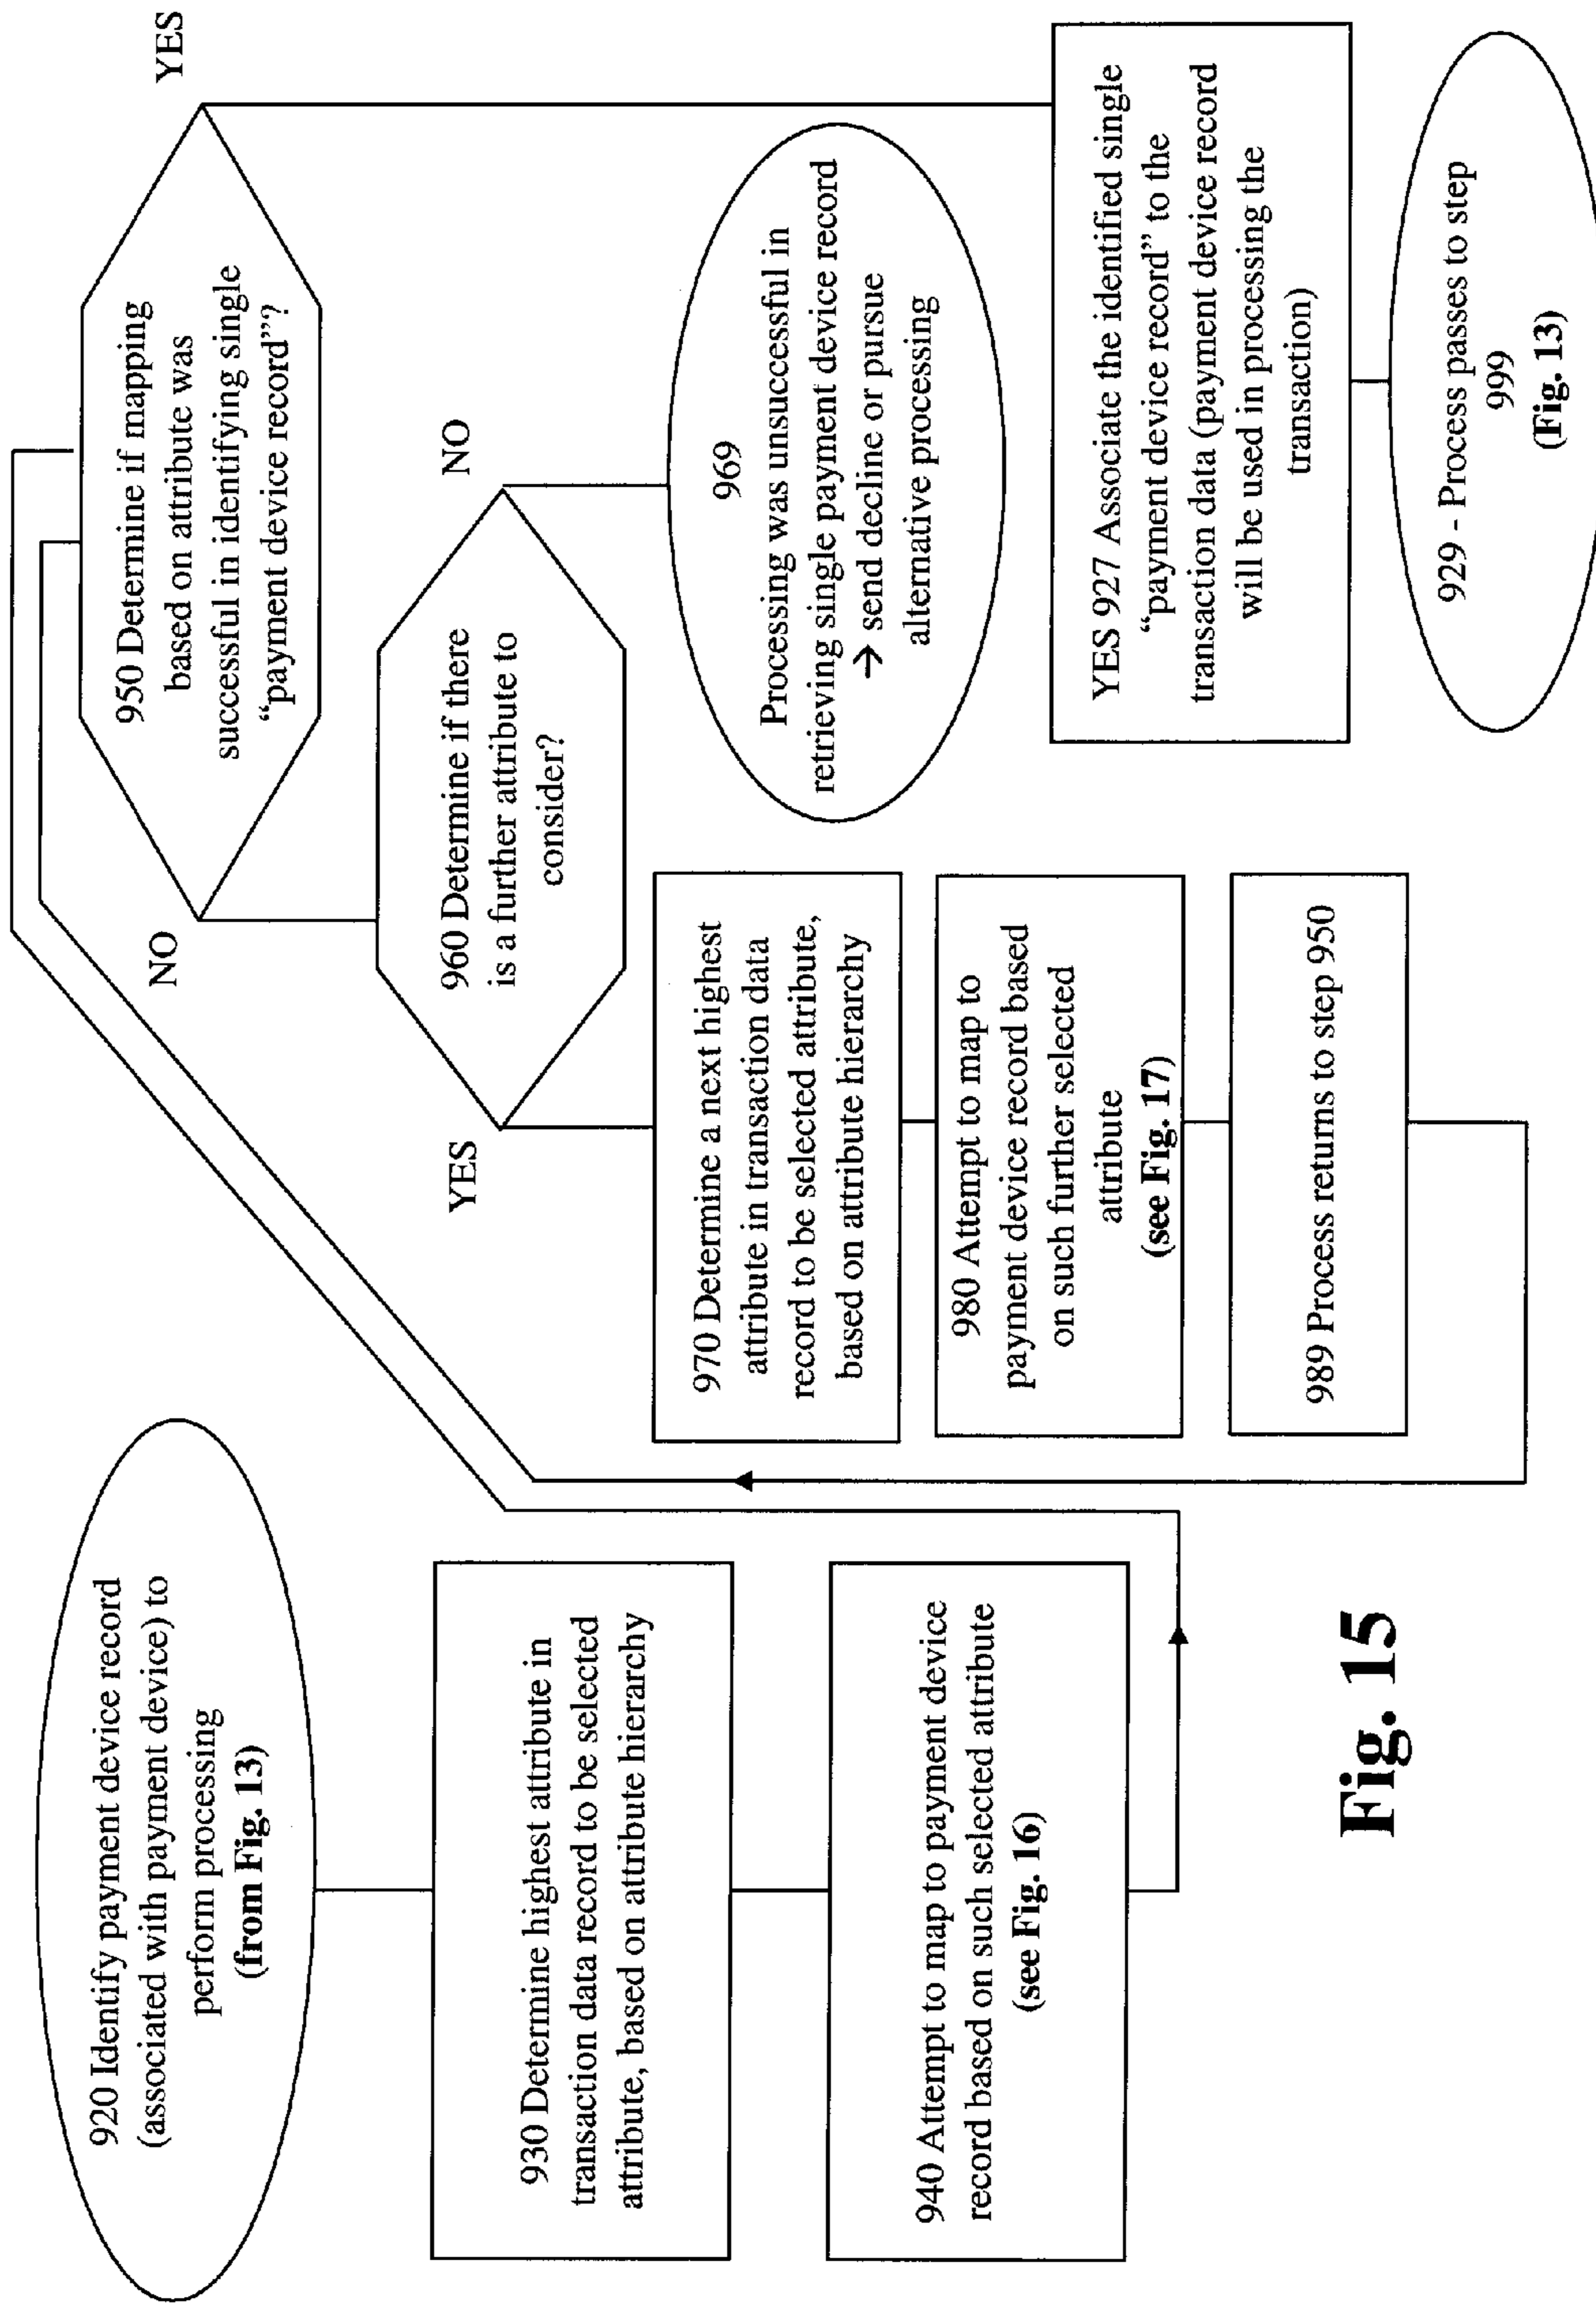 920 Identify payment device record
(associated with payment device) to
perform processing
(from Fig. 13)
930 Determine highest attribute in
transaction data record to be selected
attribute, based on attribute hierarchy
940 Attempt to map to payment device
record based on such selected attribute
(see Fig. 16)
950 Determine if mapping
based on attribute was
successful in identifying single
“payment device record”?
NO
YES
960 Determine if there
is a further attribute to
consider?
YES
NO
970 Determine a next highest
attribute in transaction data
record to be selected attribute,
based on attribute hierarchy
980 Attempt to map to
payment device record based
on such further selected
attribute
(see Fig. 17)
989 Process returns to step 950
969
Processing was unsuccessful in
retrieving single payment device record
→ send decline or pursue
alternative processing
YES 927 Associate the identified single
“payment device record” to the
transaction data (payment device record
will be used in processing the
transaction)
929 - Process passes to step
999
(Fig. 13)
Fig. 15